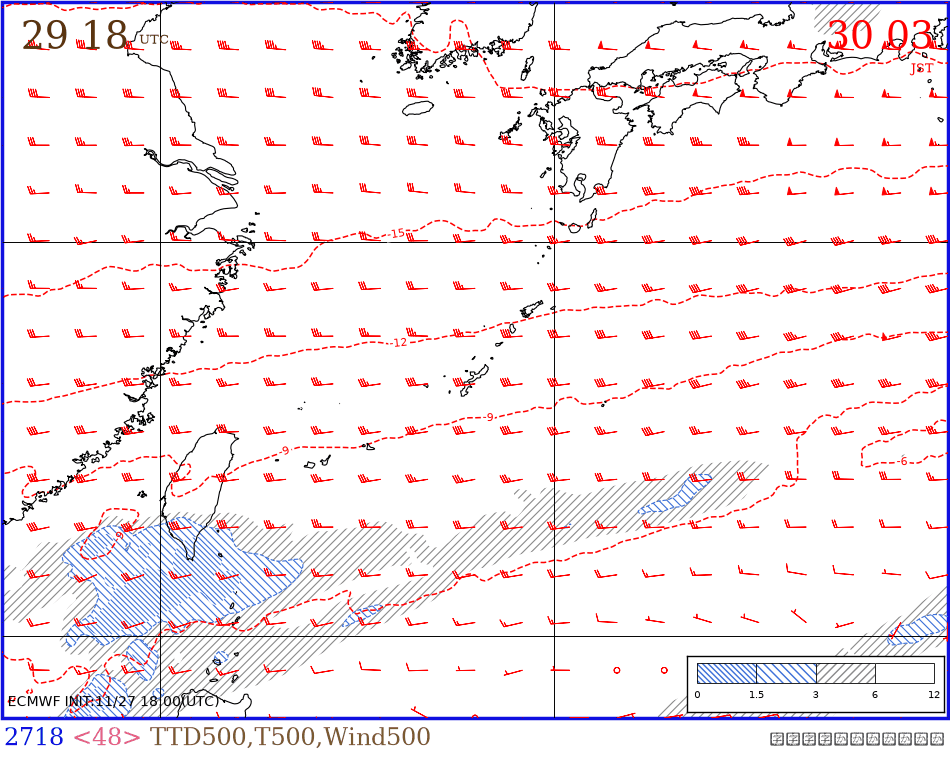 29 18 UTC
30 03
JST
-15
-12
-9
-9
-6
-9
ECMWF INIT:11/27 18:00(UTC)
0 1.5 3 6 12
2718 <48> TTD500,T500,Wind500